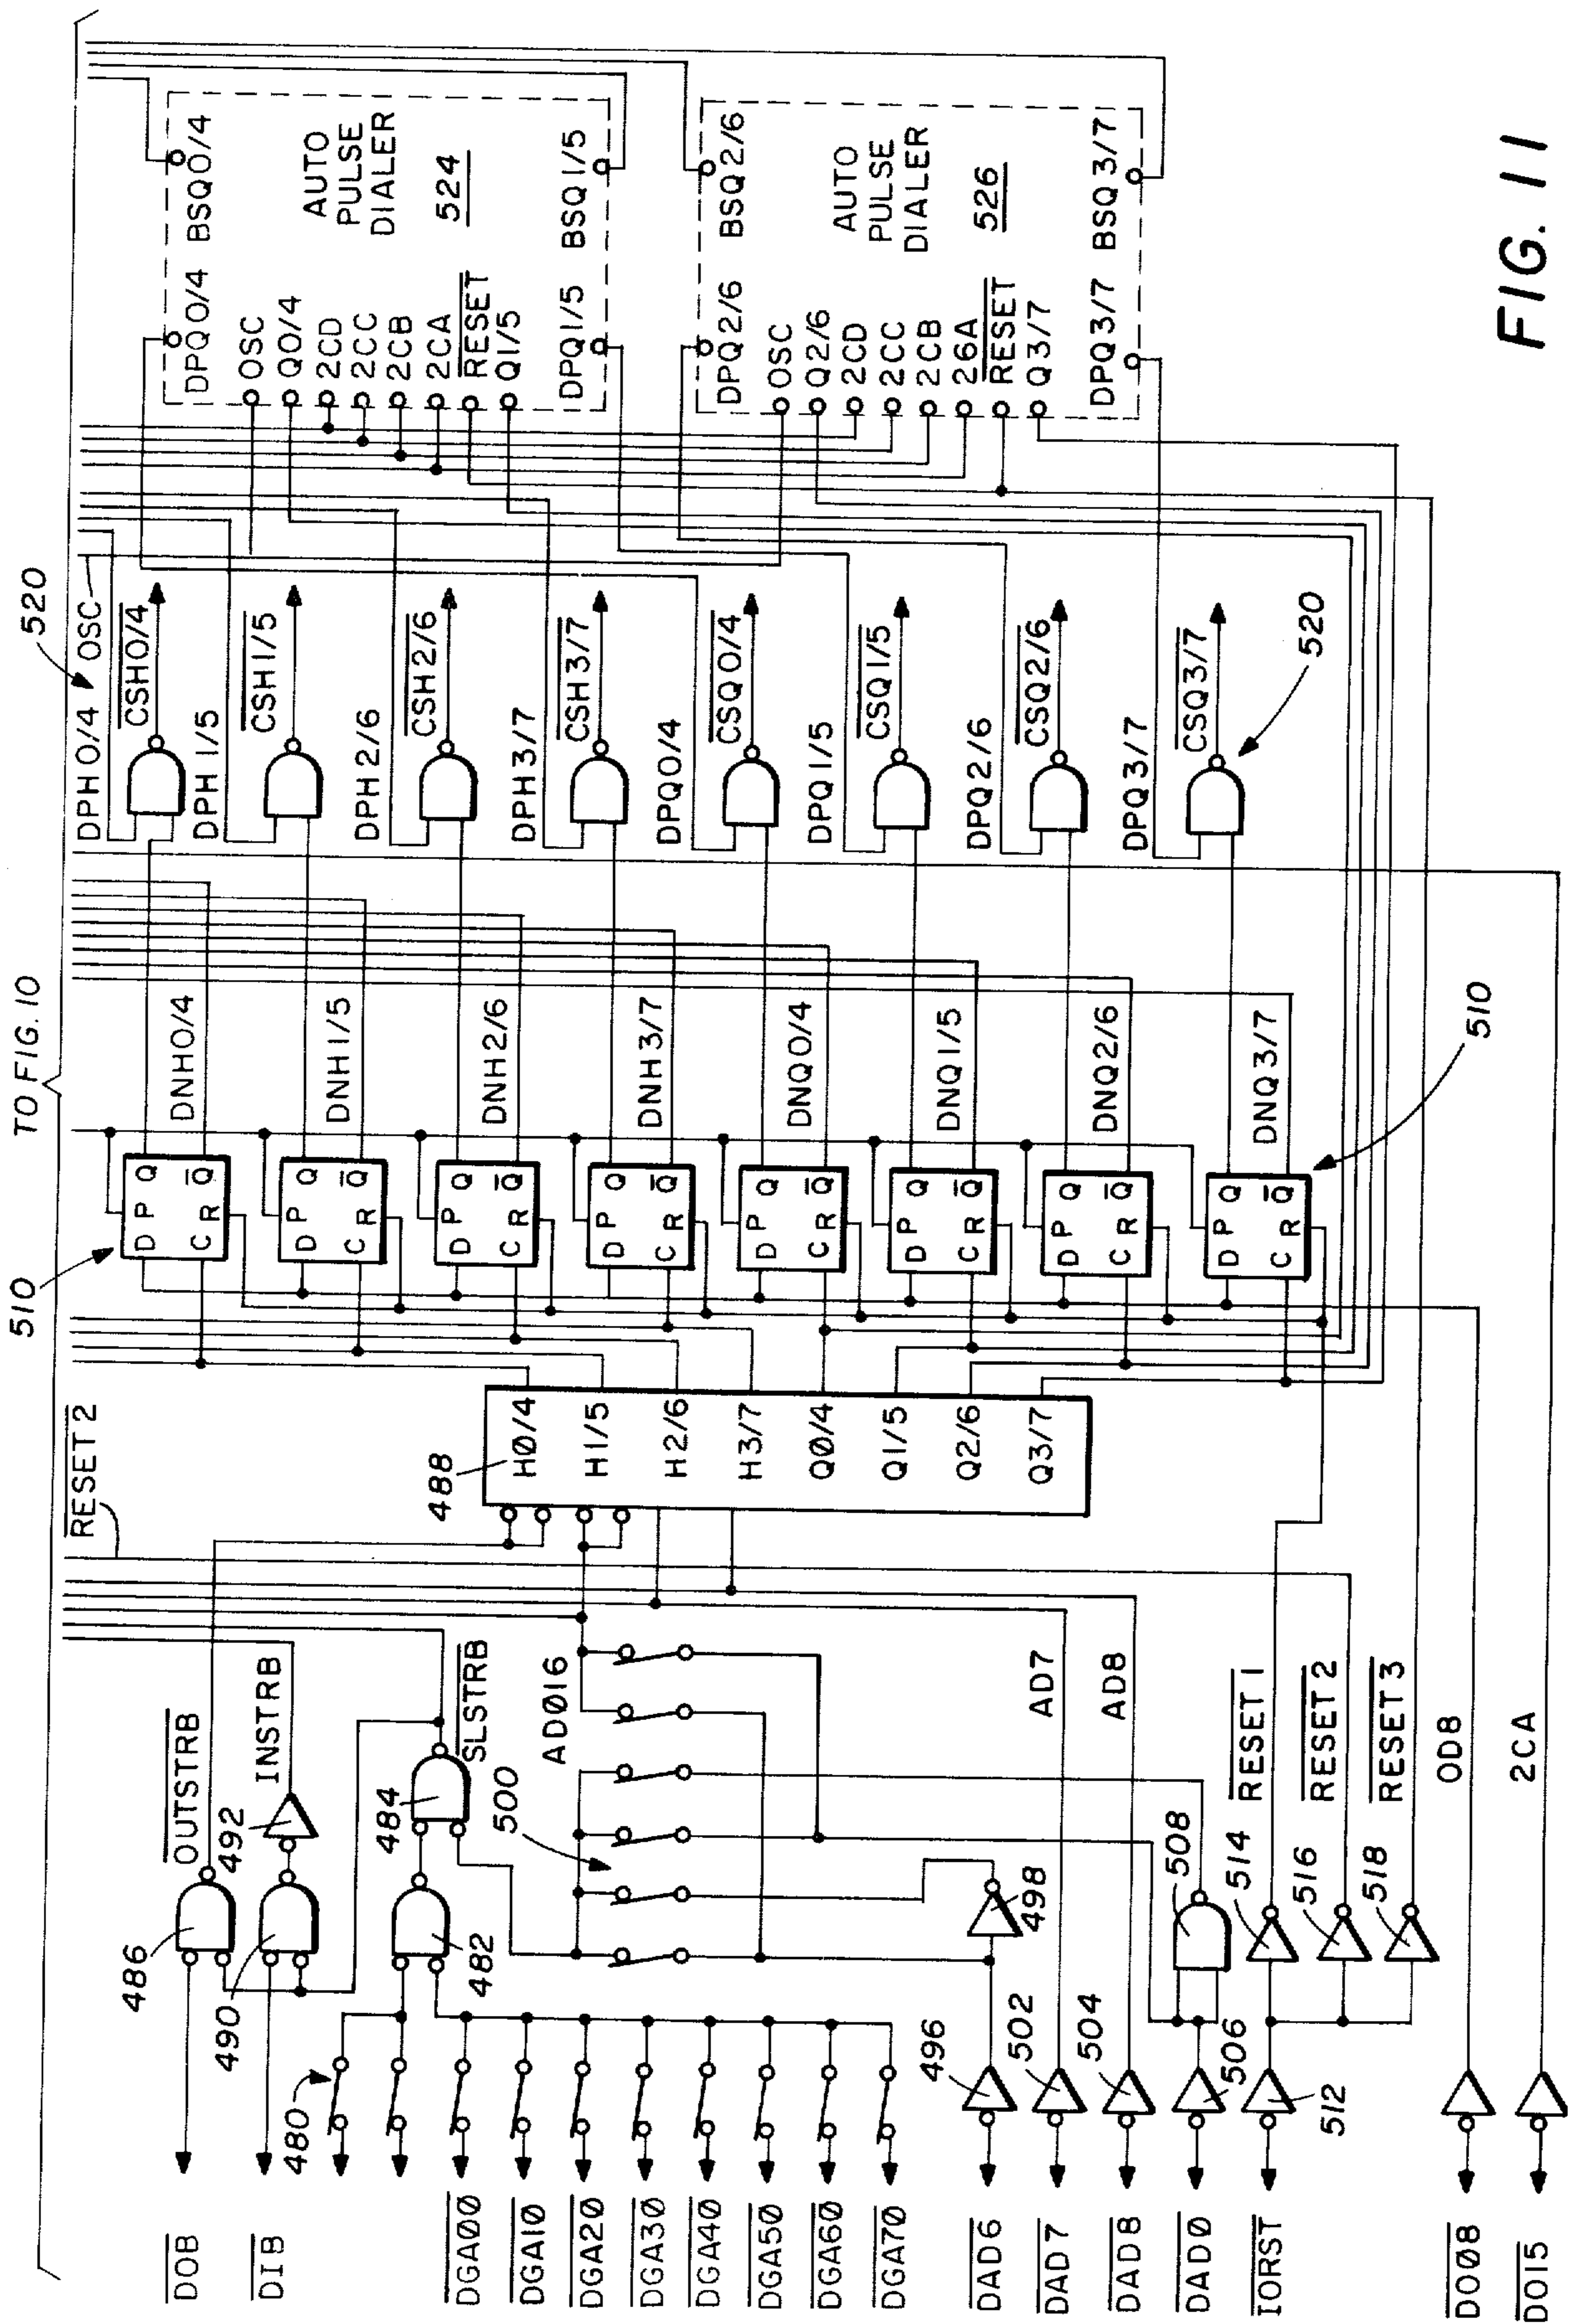 TO FIG. 10
DOB
DIB
DGA00
DGA10
DGA20
DGA30
DGA40
DGA50
DGA60
DGA70
DAD6
DAD7
DAD8
DAD0
IORST
DO08
DO15
480
486
490
482
496
502
504
506
512
OUTSTRB
492
INSTRB
484
SLSTRB
500
AD016
498
508
514
516
518
AD7
AD8
RESET 1
RESET 2
RESET 3
OD8
2CA
RESET 2
488
H0/4
H1/5
H2/6
H3/7
Q0/4
Q1/5
Q2/6
Q3/7
510
D P Q
C R Q
D P Q
C R Q
D P Q
C R Q
D P Q
C R Q
D P Q
C R Q
D P Q
C R Q
D P Q
C R Q
D P Q
C R Q
510
DNH0/4
DNH1/5
DNH2/6
DNH3/7
DNQ0/4
DNQ1/5
DNQ2/6
DNQ3/7
520
DPH0/4 OSC
DPH1/5
DPH2/6
DPH3/7
DPQ0/4
DPQ1/5
DPQ2/6
DPQ3/7
CSH0/4
CSH1/5
CSH2/6
CSH3/7
CSQ0/4
CSQ1/5
CSQ2/6
CSQ3/7
520
DPQ0/4 BSQ0/4
OSC
Q0/4
2CD
2CC
2CB
2CA
RESET
Q1/5
DPQ1/5 BSQ1/5
AUTO
PULSE
DIALER
524
DPQ2/6 BSQ2/6
OSC
Q2/6
2CD
2CC
2CB
26A
RESET
Q3/7
DPQ3/7 BSQ3/7
AUTO
PULSE
DIALER
526
FIG. 11